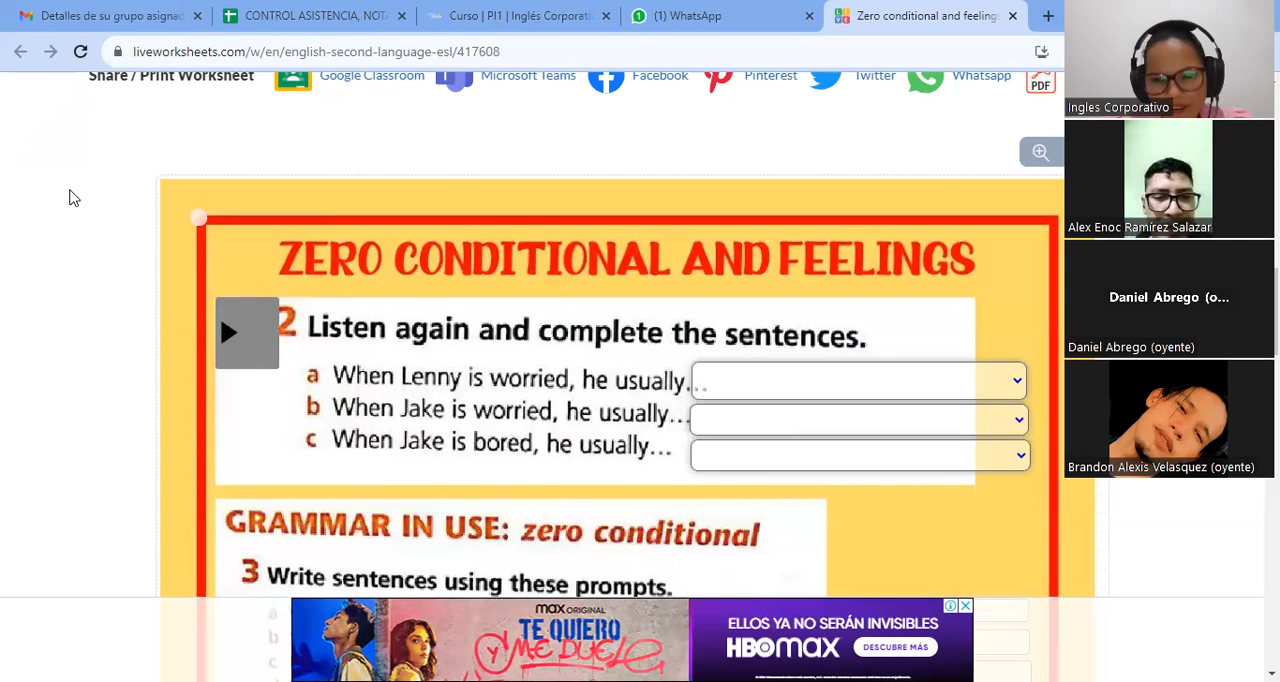 Detalles de su grupo asignad
CONTROL ASISTENCIA, NOTA
Curso | PI1 | Inglés Corporati
(1) WhatsApp
Zero conditional and feelings
liveworksheets.com/w/en/english-second-language-esl/417608
Share / Print Worksheet
Google Classroom
Microsoft Teams
Facebook
Pinterest
Twitter
Whatsapp
PDF
ZERO CONDITIONAL AND FEELINGS
2 Listen again and complete the sentences.
a When Lenny is worried, he usually...
b When Jake is worried, he usually...
c When Jake is bored, he usually...
GRAMMAR IN USE: zero conditional
3 Write sentences using these prompts.
a
b
c
max ORIGINAL
TE QUIERO
Y ME DUELE
ELLOS YA NO SERÁN INVISIBLES
HBOmax
DESCUBRE MÁS
Ingles Corporativo
Alex Enoc Ramírez Salazar
Daniel Abrego (o...
Daniel Abrego (oyente)
Brandon Alexis Velasquez (oyente)